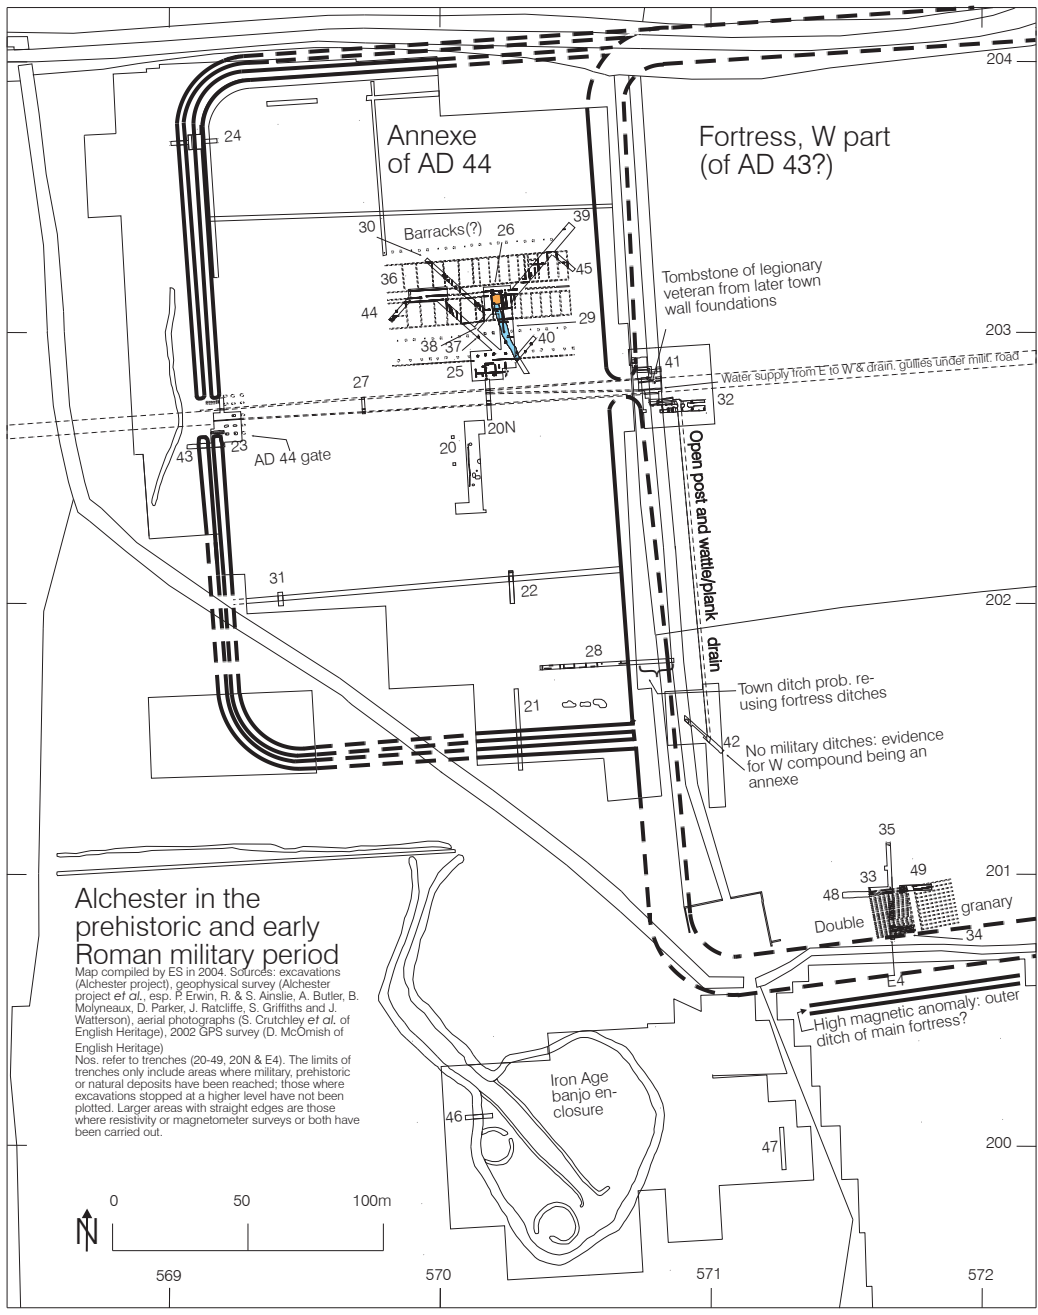 204
Annexe
of AD 44
Fortress, W part
(of AD 43?)
24
30
Barracks(?)
26
39
36
45
44
29
38
37
40
25
Tombstone of legionary
veteran from later town
wall foundations
203
41
Water supply from E to W & drain. gullies under milit. road
32
27
20N
20
43
23
AD 44 gate
Open post and wattle/plank drain
31
22
202
28
21
Town ditch prob. re-
using fortress ditches
42
No military ditches: evidence
for W compound being an
annexe
35
33
49
201
48
Double
granary
34
E4
High magnetic anomaly: outer
ditch of main fortress?
Alchester in the
prehistoric and early
Roman military period
Map compiled by ES in 2004. Sources: excavations
(Alchester project), geophysical survey (Alchester
project et al., esp. P. Erwin, R. & S. Ainslie, A. Butler, B.
Molyneaux, D. Parker, J. Ratcliffe, S. Griffiths and J.
Watterson), aerial photographs (S. Crutchley et al. of
English Heritage), 2002 GPS survey (D. McOmish of
English Heritage)
Nos. refer to trenches (20-49, 20N & E4). The limits of
trenches only include areas where military, prehistoric
or natural deposits have been reached; those where
excavations stopped at a higher level have not been
plotted. Larger areas with straight edges are those
where resistivity or magnetometer surveys or both have
been carried out.
Iron Age
banjo en-
closure
46
47
200
0 50 100m
N
569 570 571 572